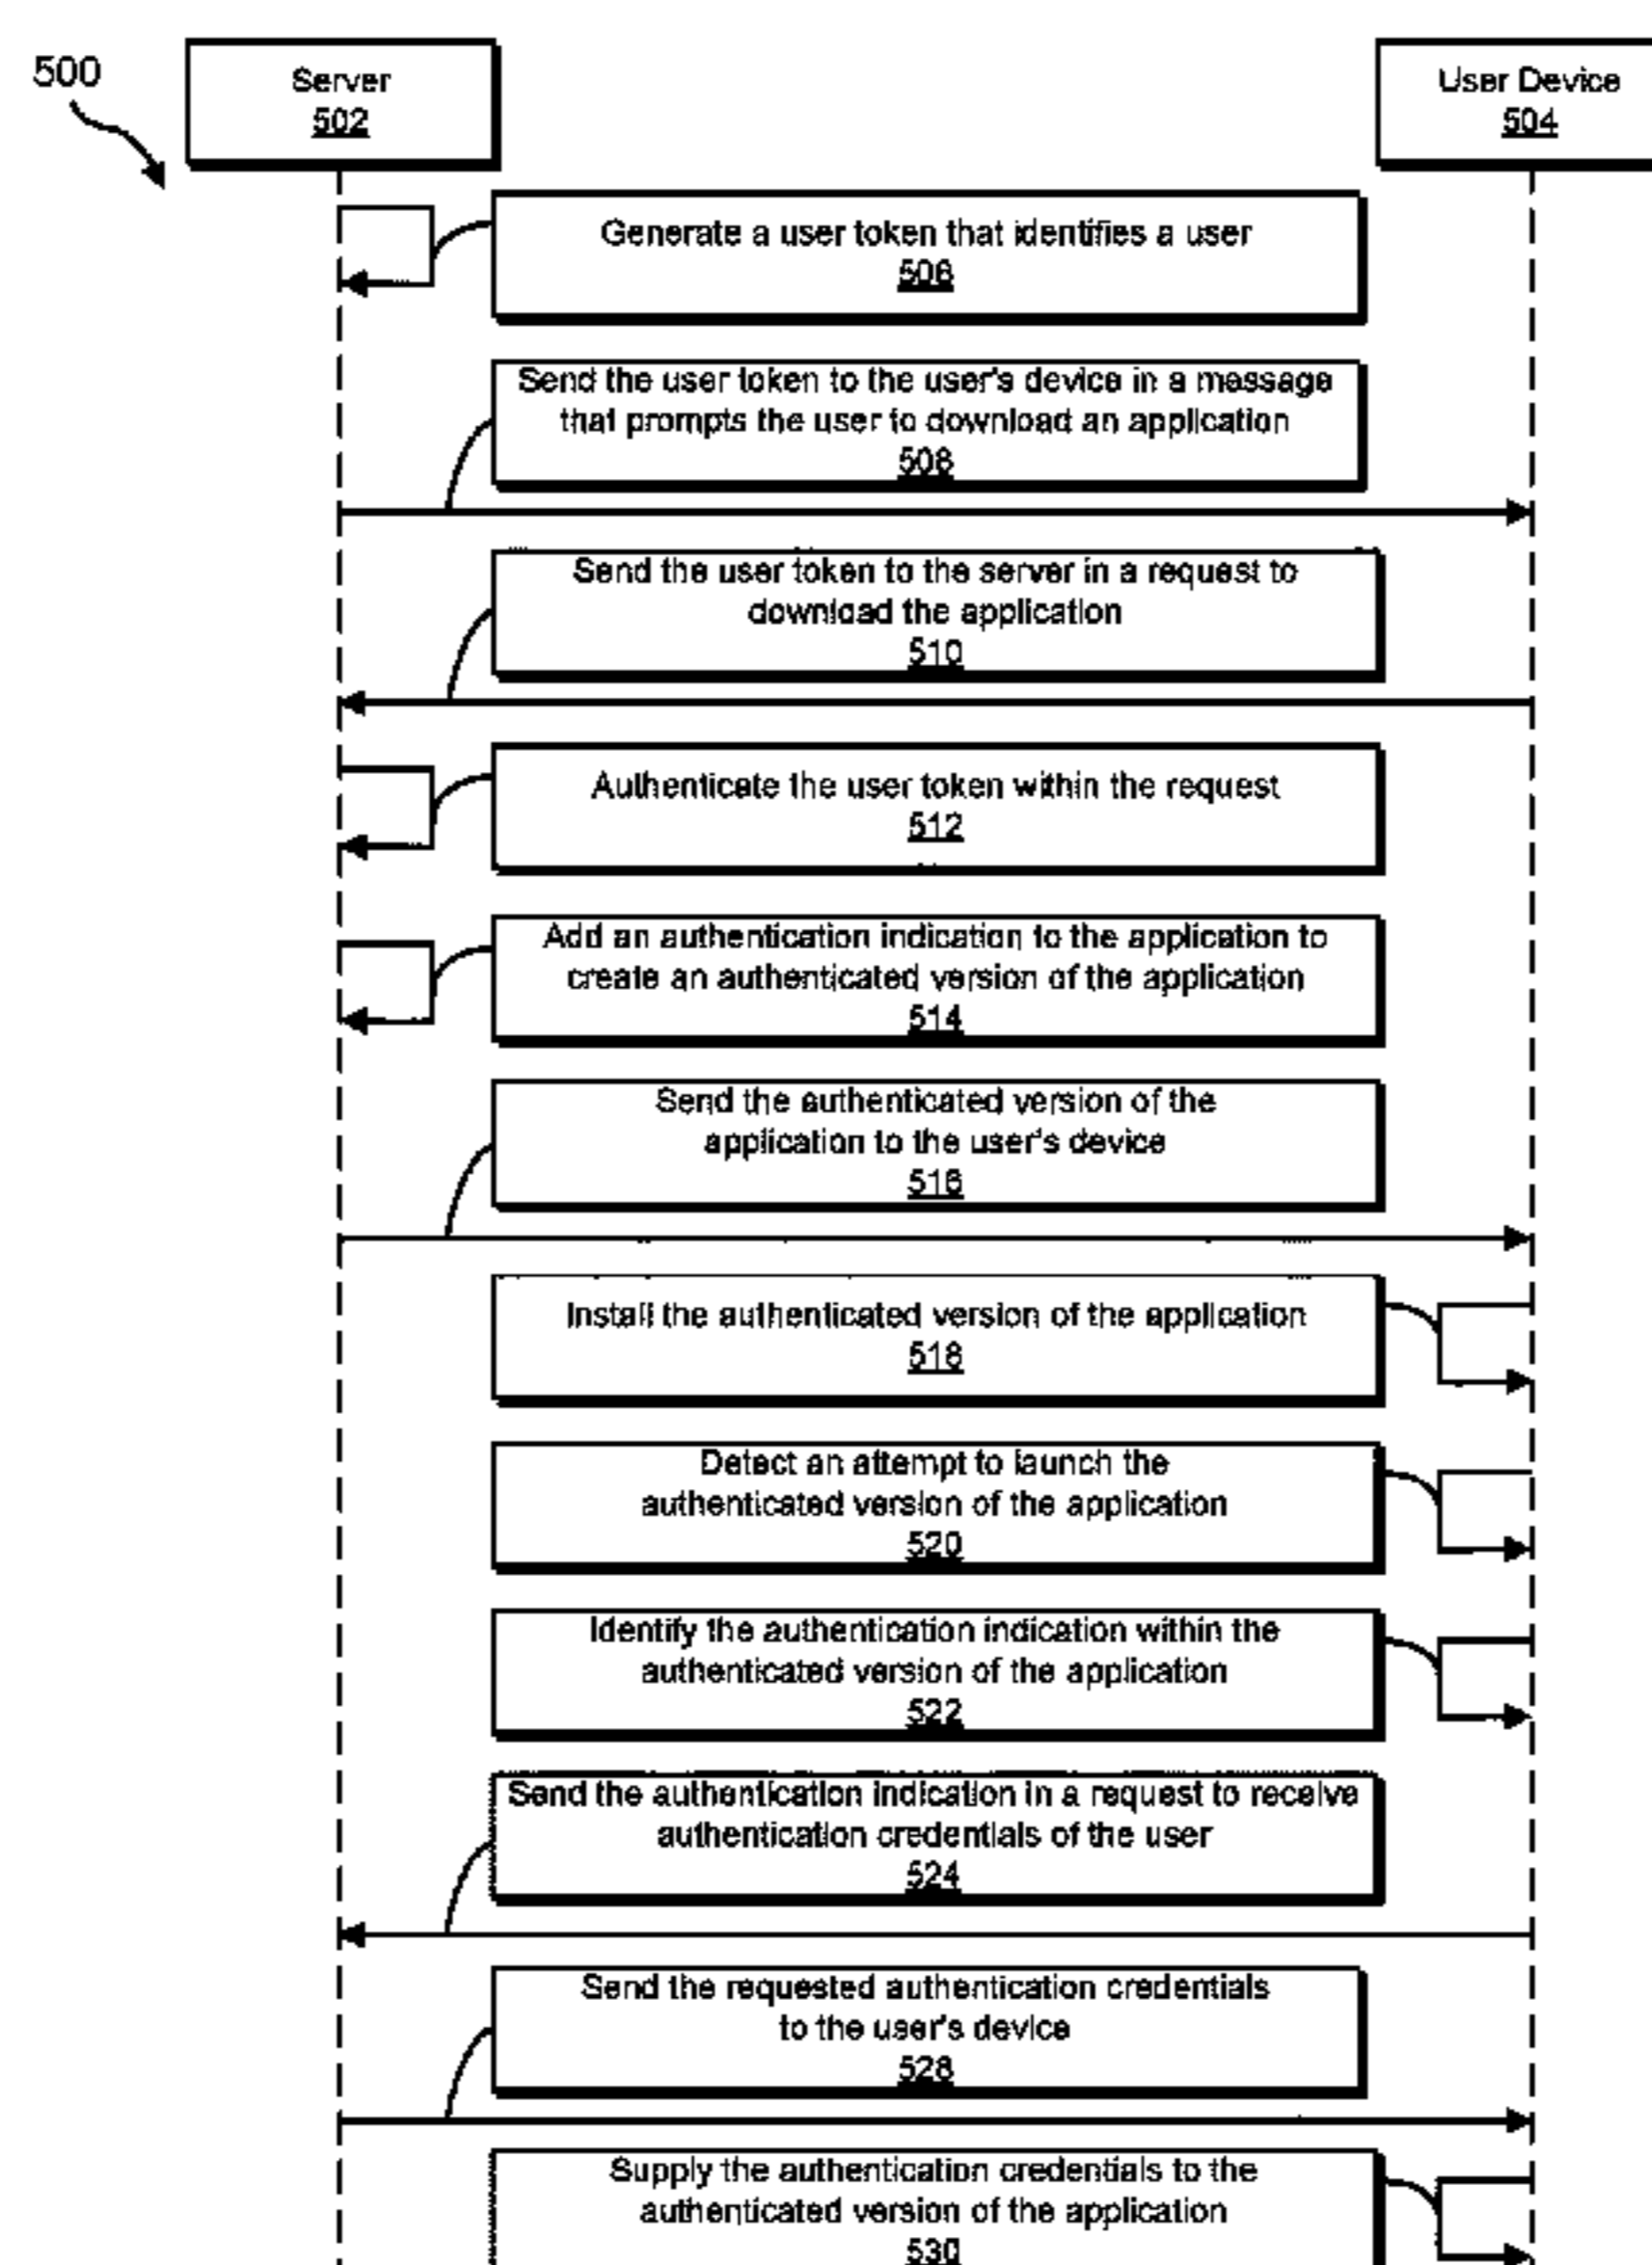 500
Server
502
User Device
504
Generate a user token that identifies a user
506
Send the user token to the user's device in a message
that prompts the user to download an application
508
Send the user token to the server in a request to
download the application
510
Authenticate the user token within the request
512
Add an authentication indication to the application to
create an authenticated version of the application
514
Send the authenticated version of the
application to the user's device
516
Install the authenticated version of the application
518
Detect an attempt to launch the
authenticated version of the application
520
Identify the authentication indication within the
authenticated version of the application
522
Send the authentication indication in a request to receive
authentication credentials of the user
524
Send the requested authentication credentials
to the user's device
528
Supply the authentication credentials to the
authenticated version of the application
530